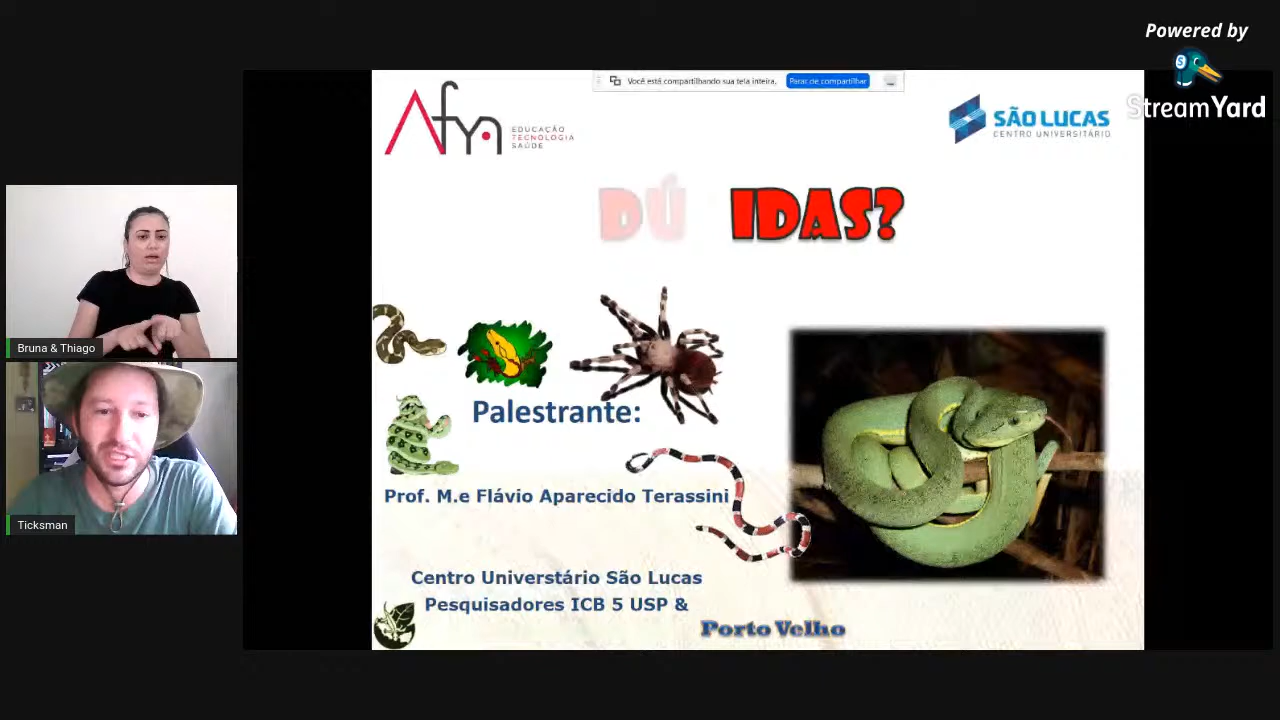 Powered by
StreamYard
Você está compartilhando sua tela inteira.
Parar de compartilhar
Afya
EDUCAÇÃO
TECNOLOGIA
SAÚDE
SÃO LUCAS
CENTRO UNIVERSITÁRIO
DÚ IDAS?
Bruna & Thiago
Palestrante:
Prof. M.e Flávio Aparecido Terassini
Ticksman
Centro Universtário São Lucas
Pesquisadores ICB 5 USP &
Porto Velho